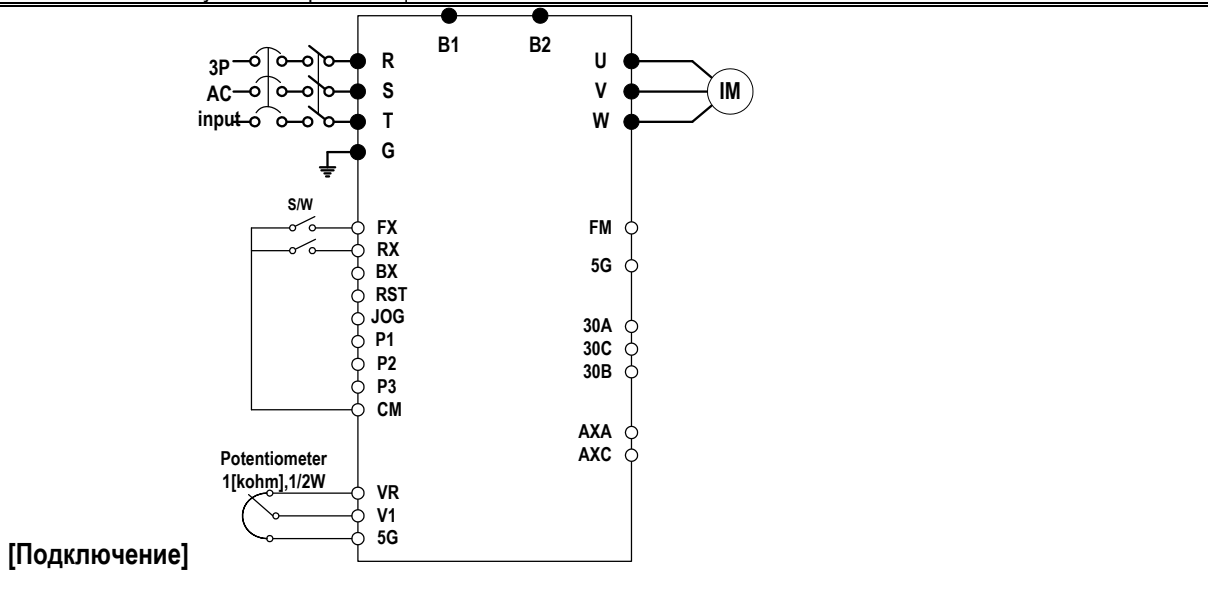 B1 B2
3P
AC
input
R
S
T
G
U
V
W
IM
S/W
FX
RX
BX
RST
JOG
P1
P2
P3
CM
FM
5G
30A
30C
30B
AXA
AXC
Potentiometer
1[kohm],1/2W
VR
V1
5G
[Подключение]